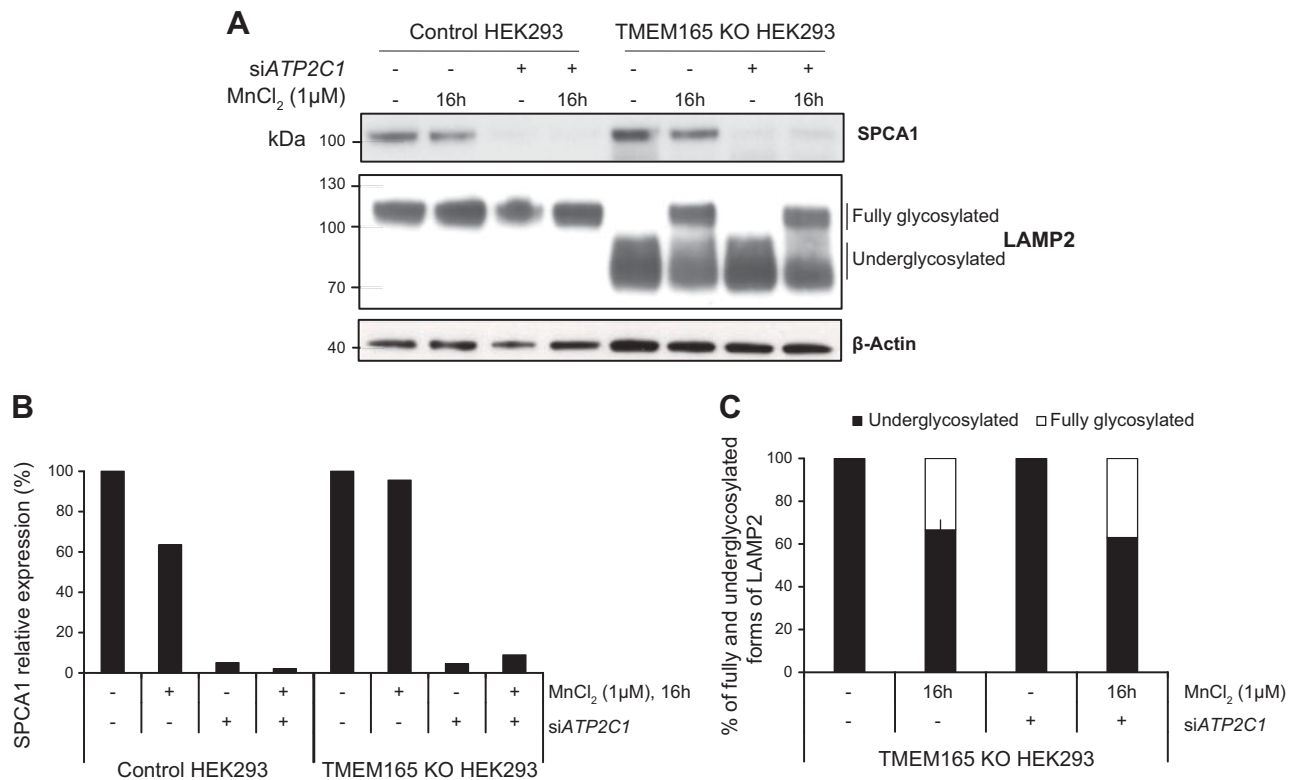 A
Control HEK293 TMEM165 KO HEK293
siATP2C1 - - + + - - + +
MnCl₂ (1µM) - 16h - 16h - 16h - 16h
kDa 100 SPCA1
130
100
70
Fully glycosylated
Underglycosylated
LAMP2
40 β-Actin
B
SPCA1 relative expression (%)
100
80
60
40
20
0
- + - + - + - + MnCl₂ (1µM), 16h
- - + + - - + + siATP2C1
Control HEK293 TMEM165 KO HEK293
C
Underglycosylated Fully glycosylated
% of fully and underglycosylated
forms of LAMP2
100
80
60
40
20
0
- 16h - 16h MnCl₂ (1µM)
- - + + siATP2C1
TMEM165 KO HEK293